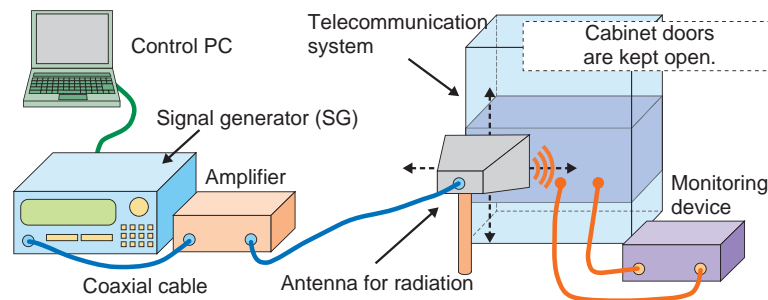 Control PC
Telecommunication
system
Cabinet doors
are kept open.
Signal generator (SG)
Amplifier
Monitoring
device
Coaxial cable
Antenna for radiation